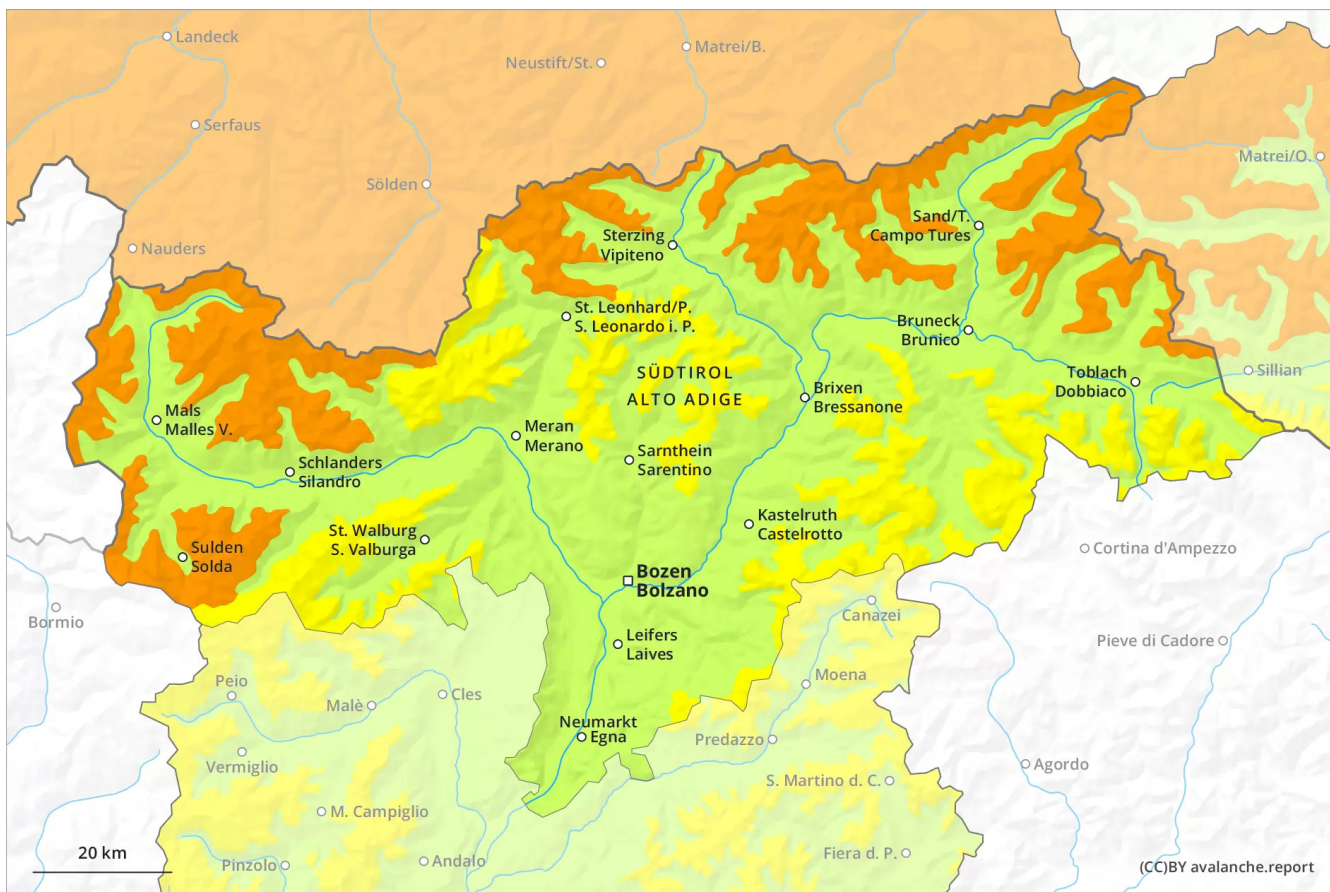 Landeck
Matrei/B.
Neustift/St.
Serfaus
Matrei/O.
Sölden
Nauders
Sand/T.
Campo Tures
Sterzing
Vipiteno
St. Leonhard/P.
S. Leonardo i. P.
Bruneck
Brunico
SÜDTIROL
ALTO ADIGE
Toblach
Dobbiaco
Sillian
Brixen
Bressanone
Mals
Malles V.
Meran
Merano
Sarnthein
Sarentino
Schlanders
Silandro
Kastelruth
Castelrotto
St. Walburg
S. Valburga
Sulden
Solda
Cortina d'Ampezzo
Bozen
Bolzano
Bormio
Canazei
Leifers
Laives
Pieve di Cadore
Peio
Moena
Malè
Cles
Neumarkt
Egna
Predazzo
Vermiglio
Agordo
S. Martino d. C.
M. Campiglio
20 km
Pinzolo
Andalo
Fiera d. P.
(CC)BY avalanche.report